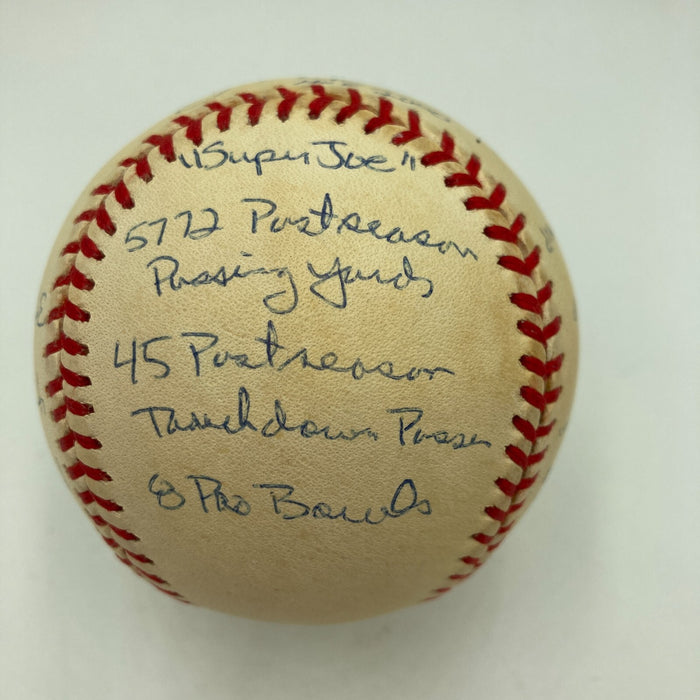 "Super Joe"
5772 Postseason
Passing Yards
45 Postseason
Touchdown Passes
8 Pro Bowls